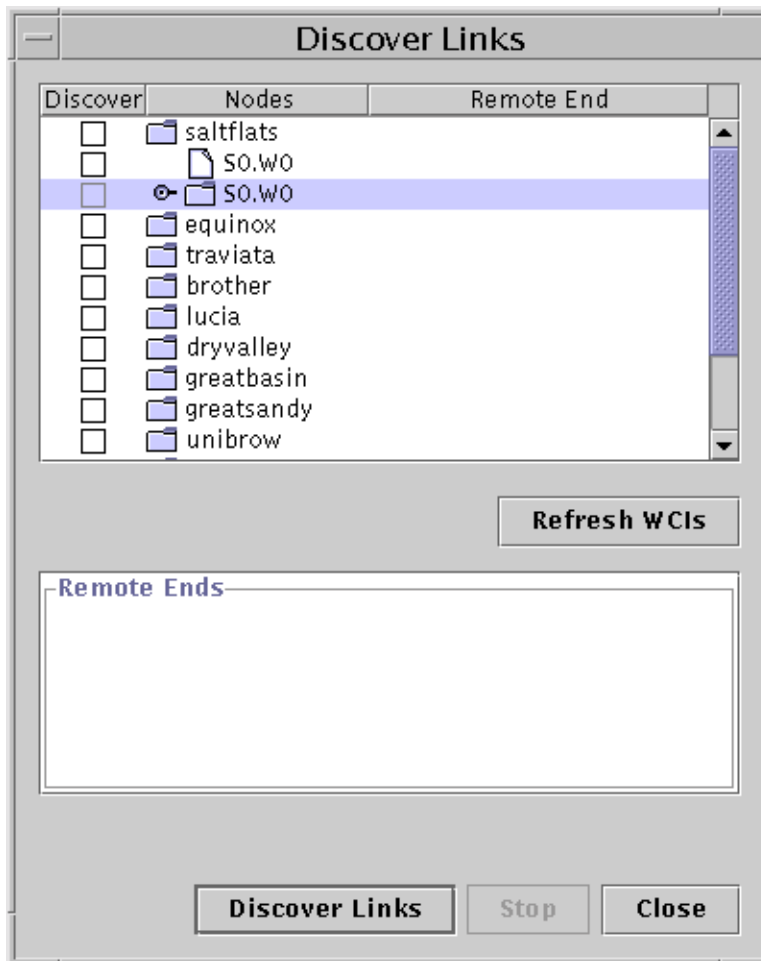 Discover Links
Discover Nodes Remote End
saltflats
S0.W0
S0.W0
equinox
traviata
brother
lucia
dryvalley
greatbasin
greatsandy
unibrow
Refresh WCIs
Remote Ends
Discover Links Stop Close